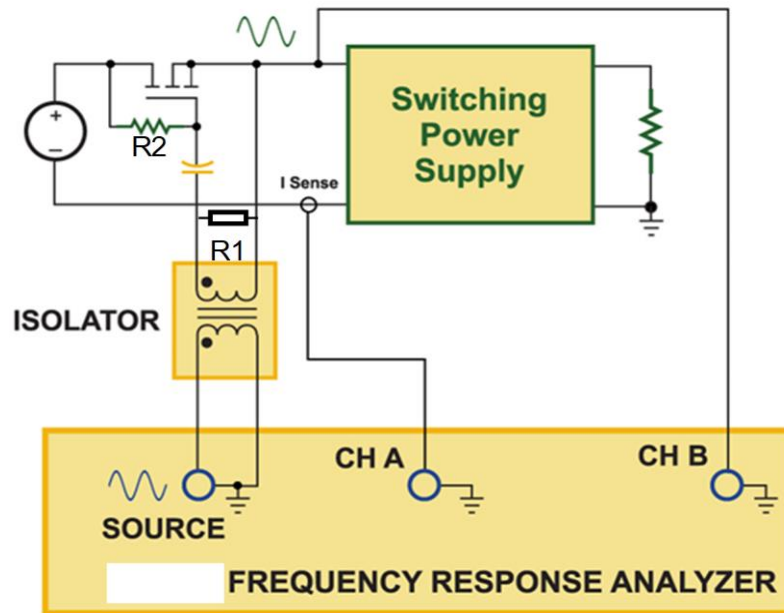 Switching
Power
Supply
+
−
R2
I Sense
R1
ISOLATOR
CH A
CH B
SOURCE
FREQUENCY RESPONSE ANALYZER